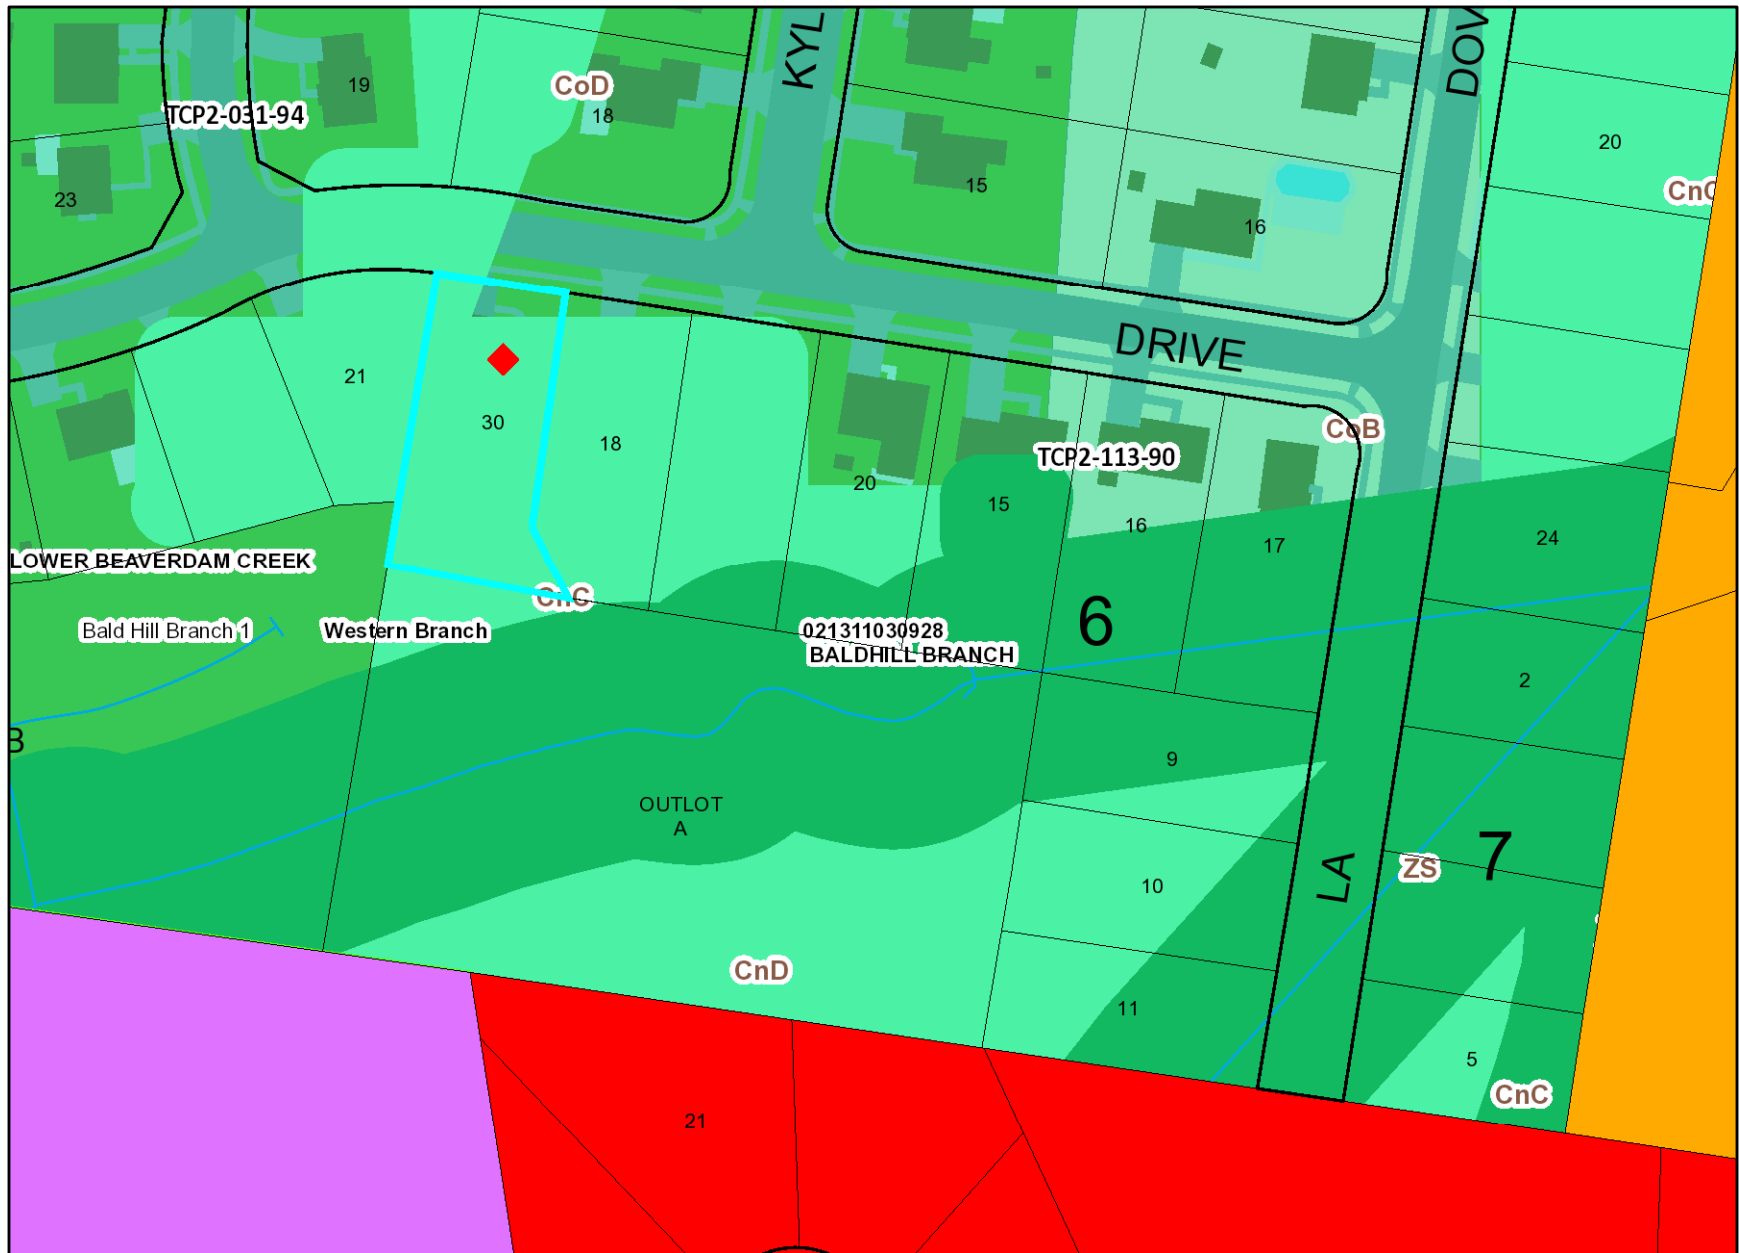 KYL
DOV
19
CoD
TCP2-031-94
18
20
15
CnC
23
16
DRIVE
21
30
18
CoB
TCP2-113-90
20
15
16
17
24
LOWER BEAVERDAM CREEK
CnC
6
Bald Hill Branch 1
Western Branch
021311030928
BALDHILL BRANCH
2
B
9
OUTLOT
A
7
LA
ZS
10
CnD
11
5
CnC
21